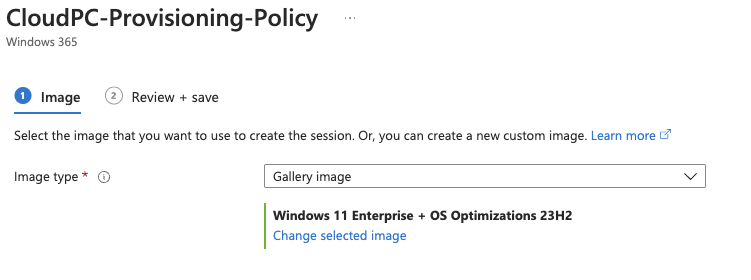 CloudPC-Provisioning-Policy ...
Windows 365
1 Image 2 Review + save
Select the image that you want to use to create the session. Or, you can create a new custom image. Learn more
Image type * Gallery image
Windows 11 Enterprise + OS Optimizations 23H2
Change selected image